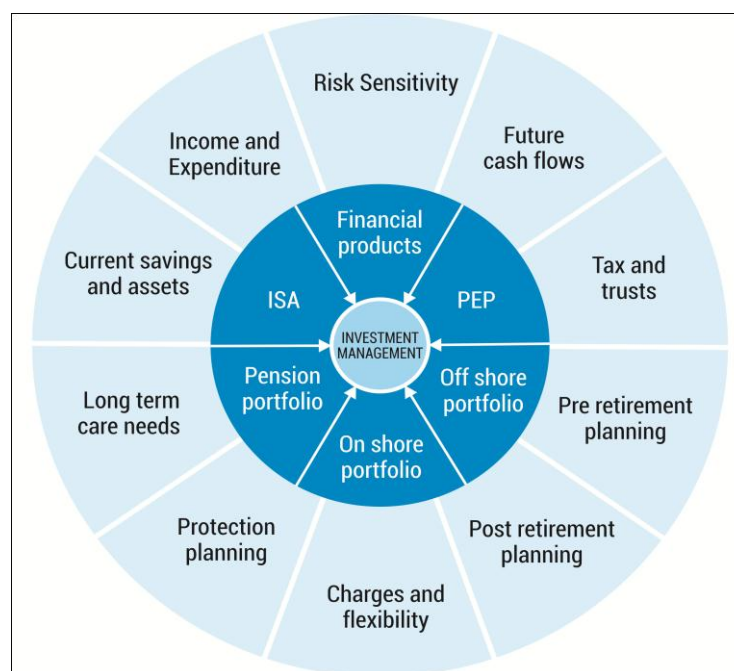 Risk Sensitivity
Future
cash flows
Tax and
trusts
Pre retirement
planning
Post retirement
planning
Charges and
flexibility
Protection
planning
Long term
care needs
Current savings
and assets
Income and
Expenditure
Financial
products
PEP
Off shore
portfolio
On shore
portfolio
Pension
portfolio
ISA
INVESTMENT
MANAGEMENT